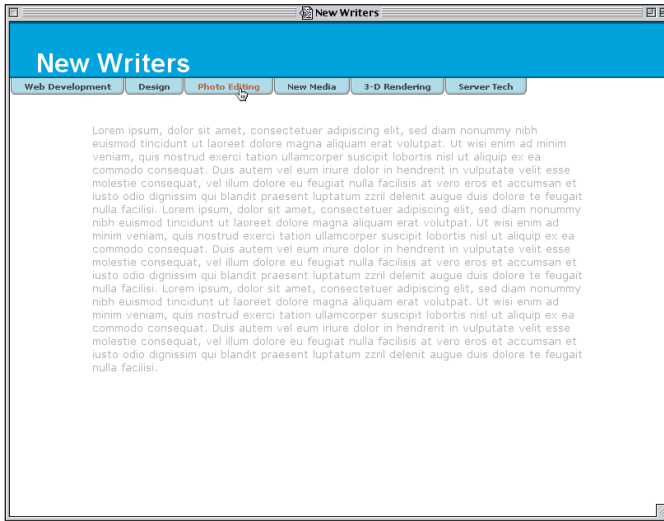 New Writers
New Writers
Web Development Design Photo Editing New Media 3-D Rendering Server Tech
Lorem ipsum, dolor sit amet, consectetuer adipiscing elit, sed diam nonummy nibh
euismod tincidunt ut laoreet dolore magna aliquam erat volutpat. Ut wisi enim ad minim
veniam, quis nostrud exerci tation ullamcorper suscipit lobortis nisl ut aliquip ex ea
commodo consequat. Duis autem vel eum iriure dolor in hendrerit in vulputate velit esse
molestie consequat, vel illum dolore eu feugiat nulla facilisis at vero eros et accumsan et
iusto odio dignissim qui blandit praesent luptatum zzril delenit augue duis dolore te feugait
nulla facilisi. Lorem ipsum, dolor sit amet, consectetuer adipiscing elit, sed diam nonummy
nibh euismod tincidunt ut laoreet dolore magna aliquam erat volutpat. Ut wisi enim ad
minim veniam, quis nostrud exerci tation ullamcorper suscipit lobortis nisl ut aliquip ex ea
commodo consequat. Duis autem vel eum iriure dolor in hendrerit in vulputate velit esse
molestie consequat, vel illum dolore eu feugiat nulla facilisis at vero eros et accumsan et
iusto odio dignissim qui blandit praesent luptatum zzril delenit augue duis dolore te feugait
nulla facilisi. Lorem ipsum, dolor sit amet, consectetuer adipiscing elit, sed diam nonummy
nibh euismod tincidunt ut laoreet dolore magna aliquam erat volutpat. Ut wisi enim ad
minim veniam, quis nostrud exerci tation ullamcorper suscipit lobortis nisl ut aliquip ex ea
commodo consequat. Duis autem vel eum iriure dolor in hendrerit in vulputate velit esse
molestie consequat, vel illum dolore eu feugiat nulla facilisis at vero eros et accumsan et
iusto odio dignissim qui blandit praesent luptatum zzril delenit augue duis dolore te feugait
nulla facilisi.